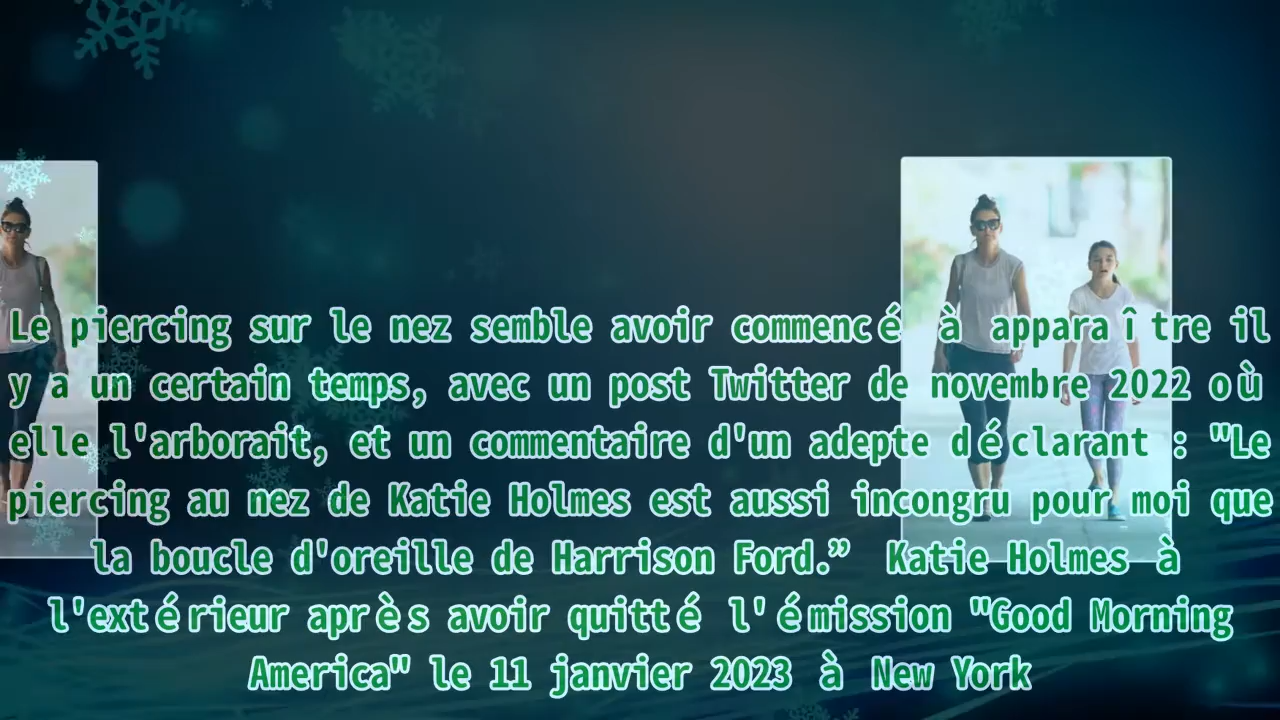 Le piercing sur le nez semble avoir commencé à apparaître il
y a un certain temps, avec un post Twitter de novembre 2022 où
elle l'arborait, et un commentaire d'un adepte déclarant : "Le
piercing au nez de Katie Holmes est aussi incongru pour moi que
la boucle d'oreille de Harrison Ford.” Katie Holmes à
l'extérieur après avoir quitté l'émission "Good Morning
America" le 11 janvier 2023 à New York